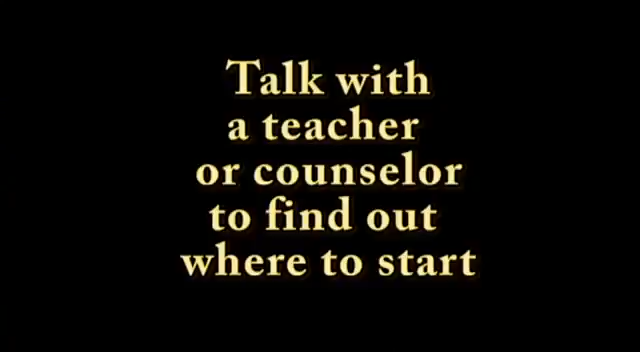 Talk with
a teacher
or counselor
to find out
where to start